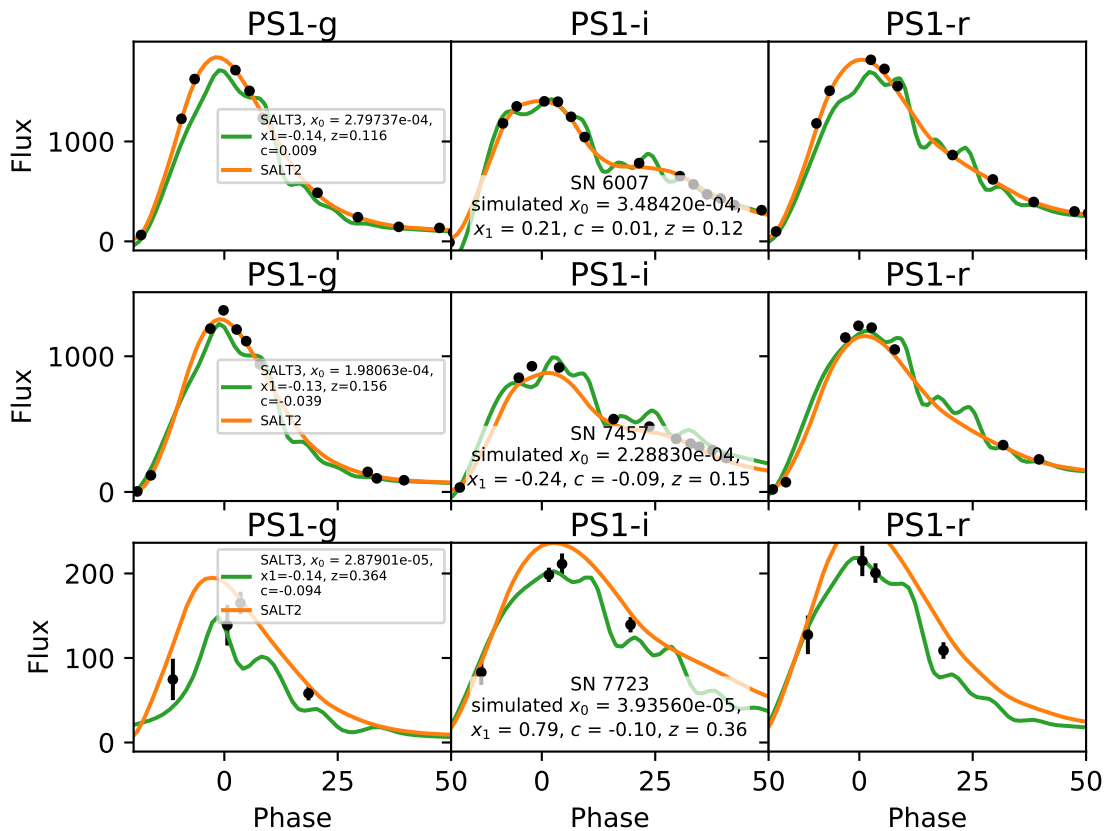 PS1-g PS1-i PS1-r
Flux
1000
0
SALT3, x₀ = 2.79737e-04,
x1=-0.14, z=0.116
c=0.009
SALT2
SN 6007
simulated x₀ = 3.48420e-04,
x₁ = 0.21, c = 0.01, z = 0.12
PS1-g PS1-i PS1-r
Flux
1000
0
SALT3, x₀ = 1.98063e-04,
x1=-0.13, z=0.156
c=-0.039
SALT2
SN 7457
simulated x₀ = 2.28830e-04,
x₁ = -0.24, c = -0.09, z = 0.15
PS1-g PS1-i PS1-r
Flux
200
100
0
SALT3, x₀ = 2.87901e-05,
x1=-0.14, z=0.364
c=-0.094
SALT2
SN 7723
simulated x₀ = 3.93560e-05,
x₁ = 0.79, c = -0.10, z = 0.36
0 25 50 0 25 50 0 25 50
Phase Phase Phase